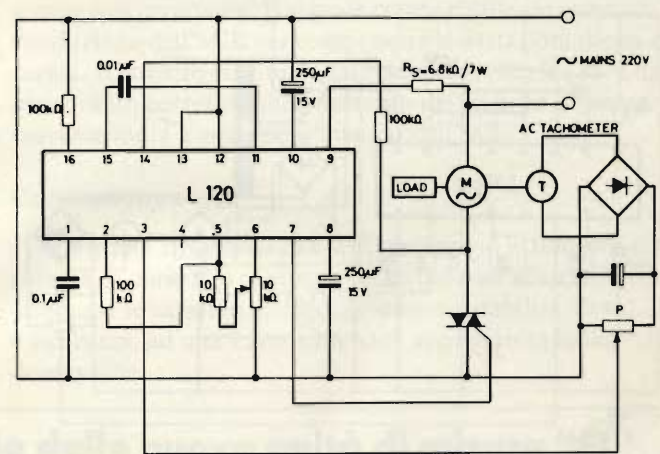 0.01µF
250µF
15V
RS=6.8kΩ/7W
∿ MAINS 220V
100kΩ
100kΩ
AC TACHOMETER
16 15 14 13 12 11 10 9
L 120
LOAD
M
∿
T
1 2 3 4 5 6 7 8
0.1µF
100
kΩ
10
kΩ
10
kΩ
250µF
15V
P